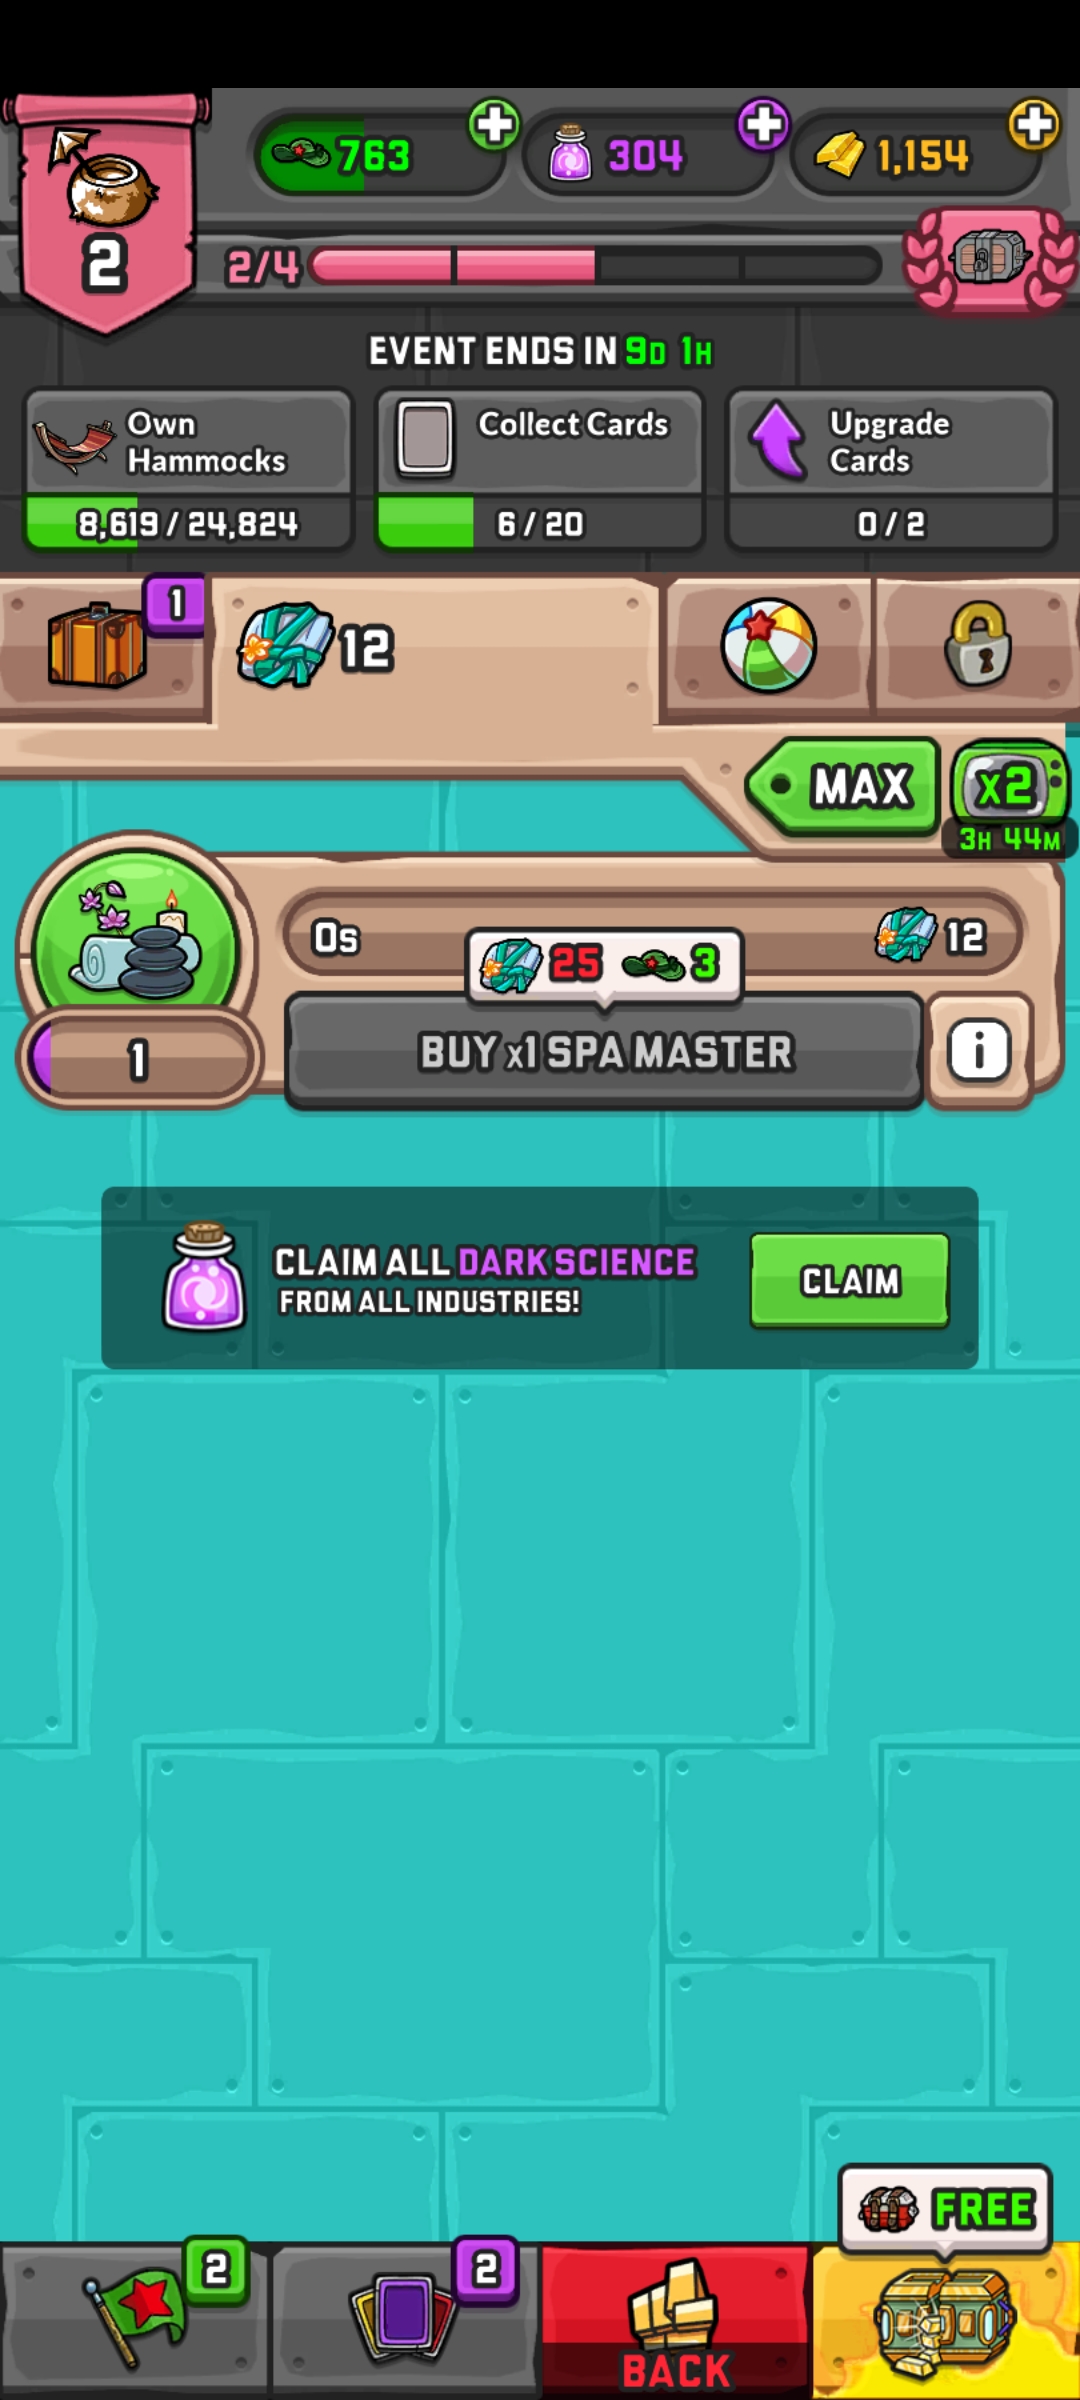 763
304
1,154
2
2/4
EVENT ENDS IN 9D 1H
Own
Hammocks
8,619 / 24,824
Collect Cards
6 / 20
Upgrade
Cards
0 / 2
1
12
MAX
x2
3H 44M
0s
12
25 3
BUY x1 SPA MASTER
i
1
CLAIM ALL DARK SCIENCE
FROM ALL INDUSTRIES!
CLAIM
FREE
2
2
BACK